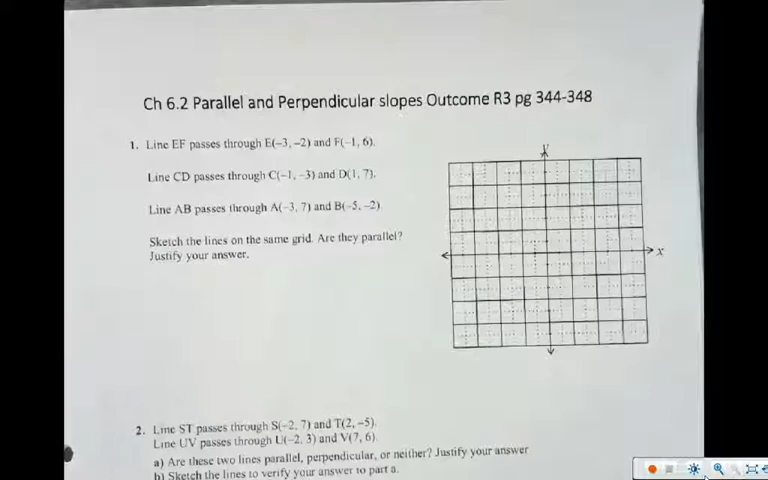 Ch 6.2 Parallel and Perpendicular slopes Outcome R3 pg 344-348
1. Line EF passes through E(−3, −2) and F(−1, 6).
Line CD passes through C(−1, −3) and D(1, 7).
Line AB passes through A(−3, 7) and B(−5, −2)
Sketch the lines on the same grid. Are they parallel?
Justify your answer.
x
2. Line ST passes through S(−2, 7) and T(2, −5).
Line UV passes through U(−2, 3) and V(7, 6)
a) Are these two lines parallel, perpendicular, or neither? Justify your answer
b) Sketch the lines to verify your answer to part a.